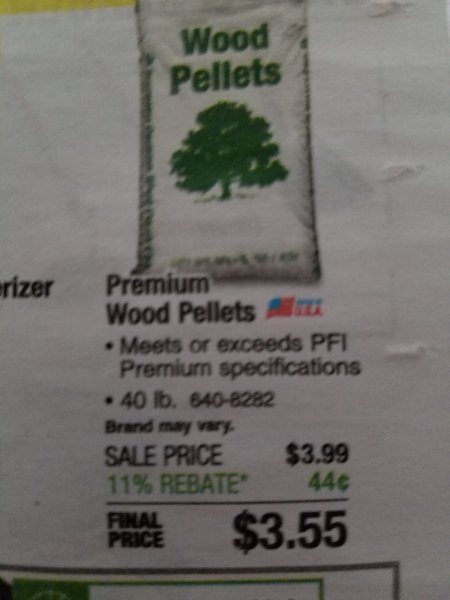 Wood
Pellets
rizer
Premium
Wood Pellets U.S.A.
• Meets or exceeds PFI
Premium specifications
• 40 lb. 640-8282
Brand may vary.
SALE PRICE $3.99
11% REBATE* 44¢
FINAL
PRICE $3.55